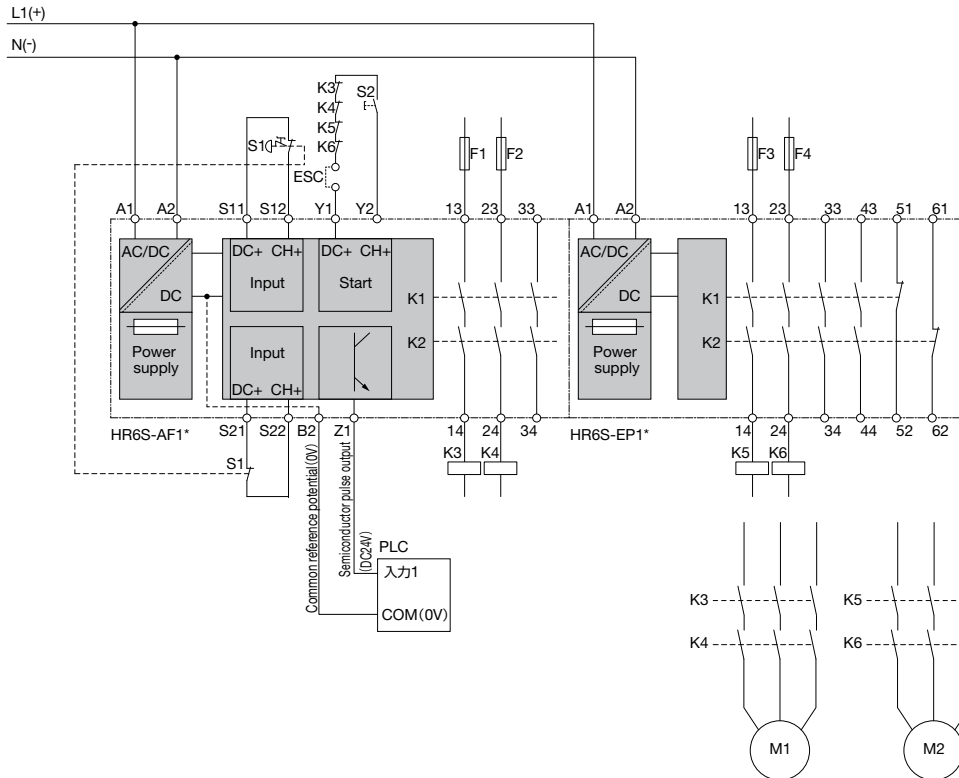 L1(+)
N(-)
K3
K4
K5
K6
S2
S1
ESC
F1
F2
F3
F4
A1
A2
S11
S12
Y1
Y2
13
23
33
A1
A2
13
23
33
43
51
61
AC/DC
DC
Power
supply
DC+ CH+
Input
DC+ CH+
Start
Input
DC+ CH+
K1
K2
AC/DC
DC
Power
supply
K1
K2
HR6S-AF1*
S21
S22
B2
Z1
14
24
34
HR6S-EP1*
14
24
34
44
52
62
S1
K3
K4
K5
K6
Common reference potential(0V)
Semiconductor pulse output
(DC24V)
PLC
入力1
COM(0V)
K3
K4
K5
K6
M1
M2